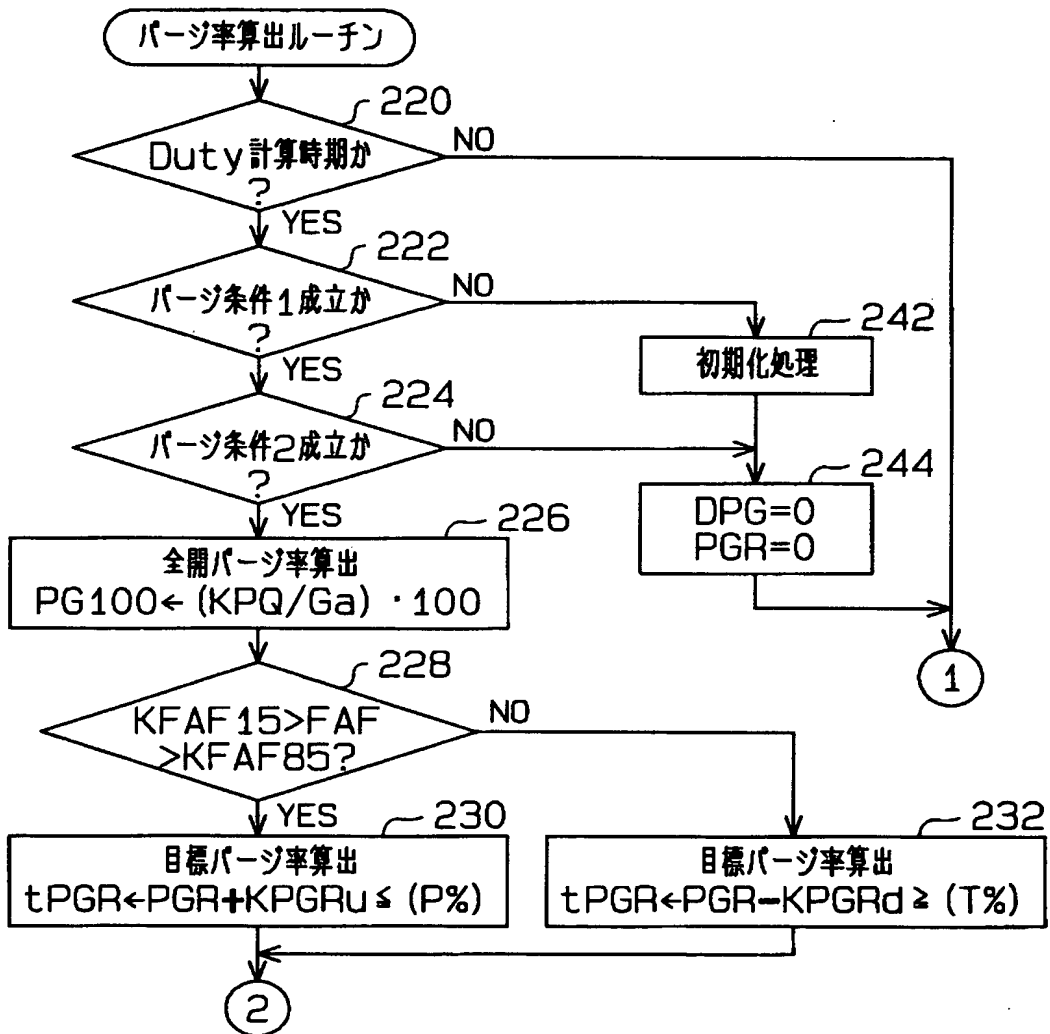 パージ率算出ルーチン
220
Duty計算時期か
?
NO
YES
222
パージ条件1成立か
?
NO
YES
242
初期化処理
224
パージ条件2成立か
?
NO
YES
244
DPG=0
PGR=0
226
全開パージ率算出
PG100←(KPQ/Ga)・100
1
228
KFAF15>FAF
>KFAF85?
NO
YES
230
目標パージ率算出
tPGR←PGR+KPGRu≦(P%)
232
目標パージ率算出
tPGR←PGR-KPGRd≧(T%)
2